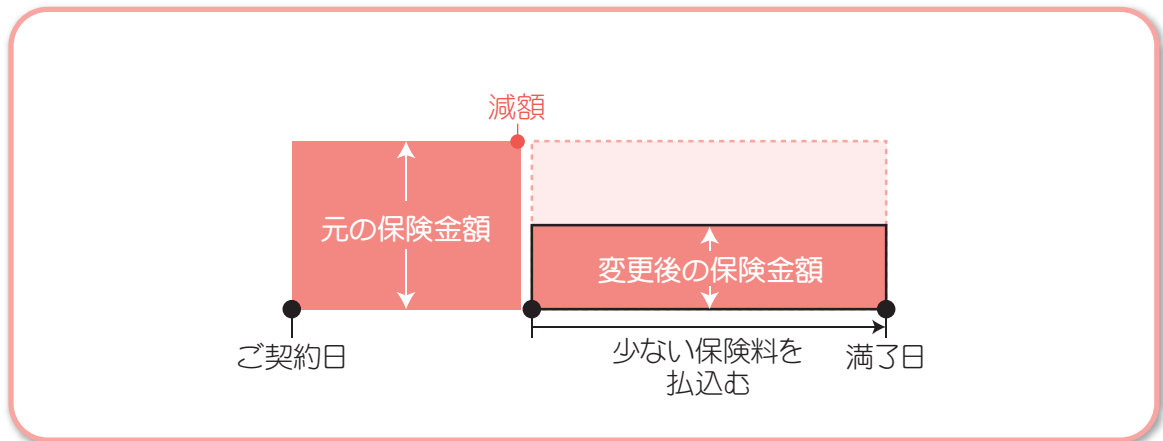 減額
元の保険金額
変更後の保険金額
ご契約日
少ない保険料を
払込む
満了日